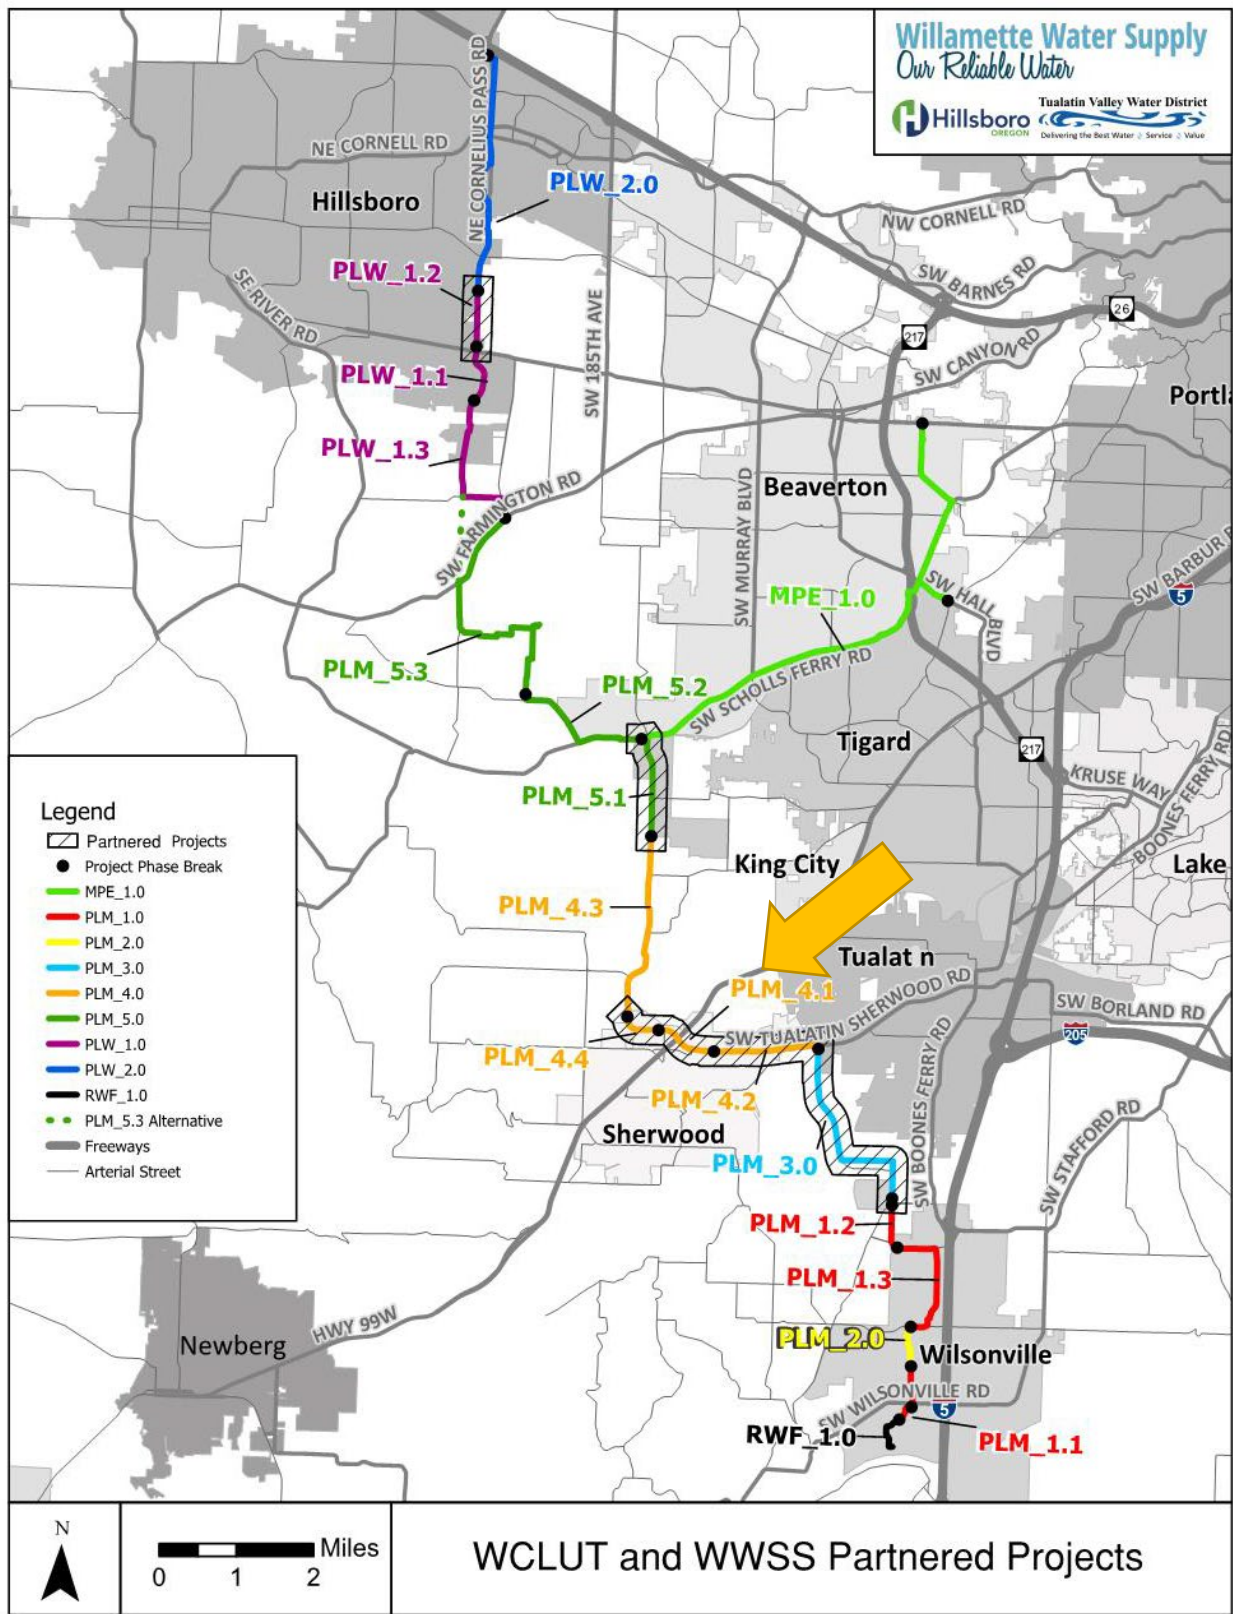 Willamette Water Supply
Our Reliable Water
Hillsboro
OREGON
Tualatin Valley Water District
Delivering the Best Water Service Value
NE CORNELIUS PASS RD
NE CORNELL RD
Hillsboro
PLW_2.0
NW CORNELL RD
SW BARNES RD
26
217
SW CANYON RD
PLW_1.2
SE RIVER RD
SW 185TH AVE
PLW_1.1
Portla
PLW_1.3
SW FARMINGTON RD
SW MURRAY BLVD
Beaverton
SW BARBUR R
5
MPE_1.0
SW HALL BLVD
PLM_5.3
PLM_5.2
SW SCHOLLS FERRY RD
Tigard
217
KRUSE WAY
BOONES FERRY RD
PLM_5.1
King City
Lake
PLM_4.3
Tualat n
PLM_4.1
SW TUALATIN SHERWOOD RD
SW BORLAND RD
205
PLM_4.4
PLM_4.2
Sherwood
PLM_3.0
SW BOONES FERRY RD
SW STAFFORD RD
PLM_1.2
PLM_1.3
HWY 99W
Newberg
PLM_2.0
Wilsonville
SW WILSONVILLE RD
5
RWF_1.0
PLM_1.1
Legend
Partnered Projects
Project Phase Break
MPE_1.0
PLM_1.0
PLM_2.0
PLM_3.0
PLM_4.0
PLM_5.0
PLW_1.0
PLW_2.0
RWF_1.0
PLM_5.3 Alternative
Freeways
Arterial Street
N
Miles
0 1 2
WCLUT and WWSS Partnered Projects